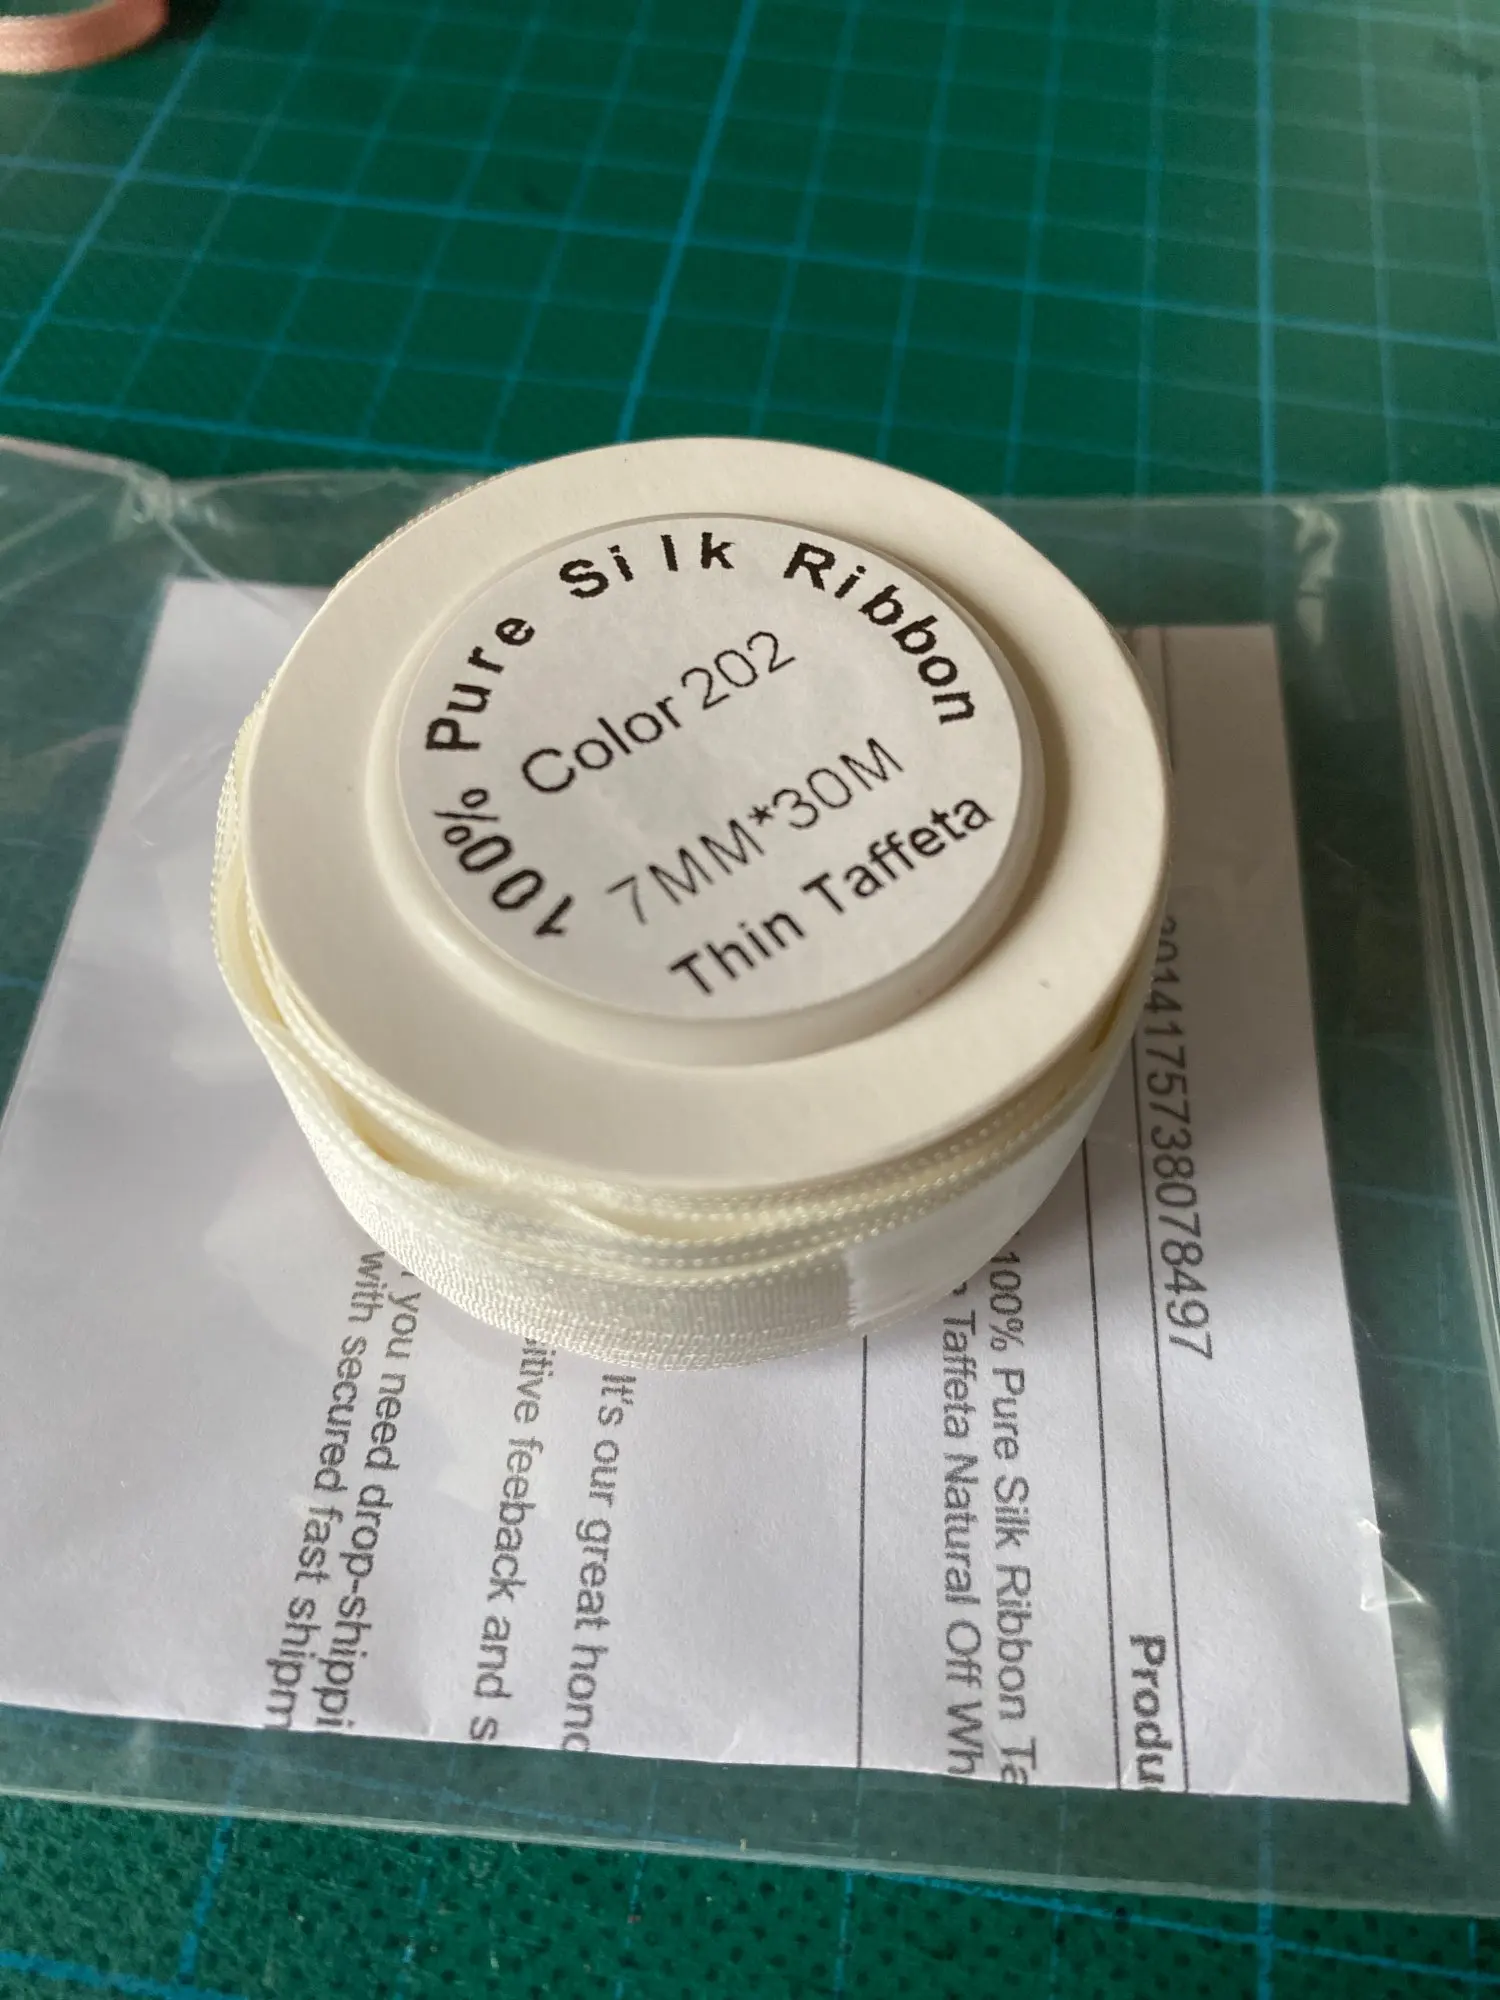 100% Pure Silk Ribbon
Color 202
7MM*30M
Thin Taffeta
2014175738078497
Produ
100% Pure Silk Ribbon Ta
Taffeta Natural Off Wh
It's our great hono
itive feeback and s
you need drop-shippi
with secured fast shipm